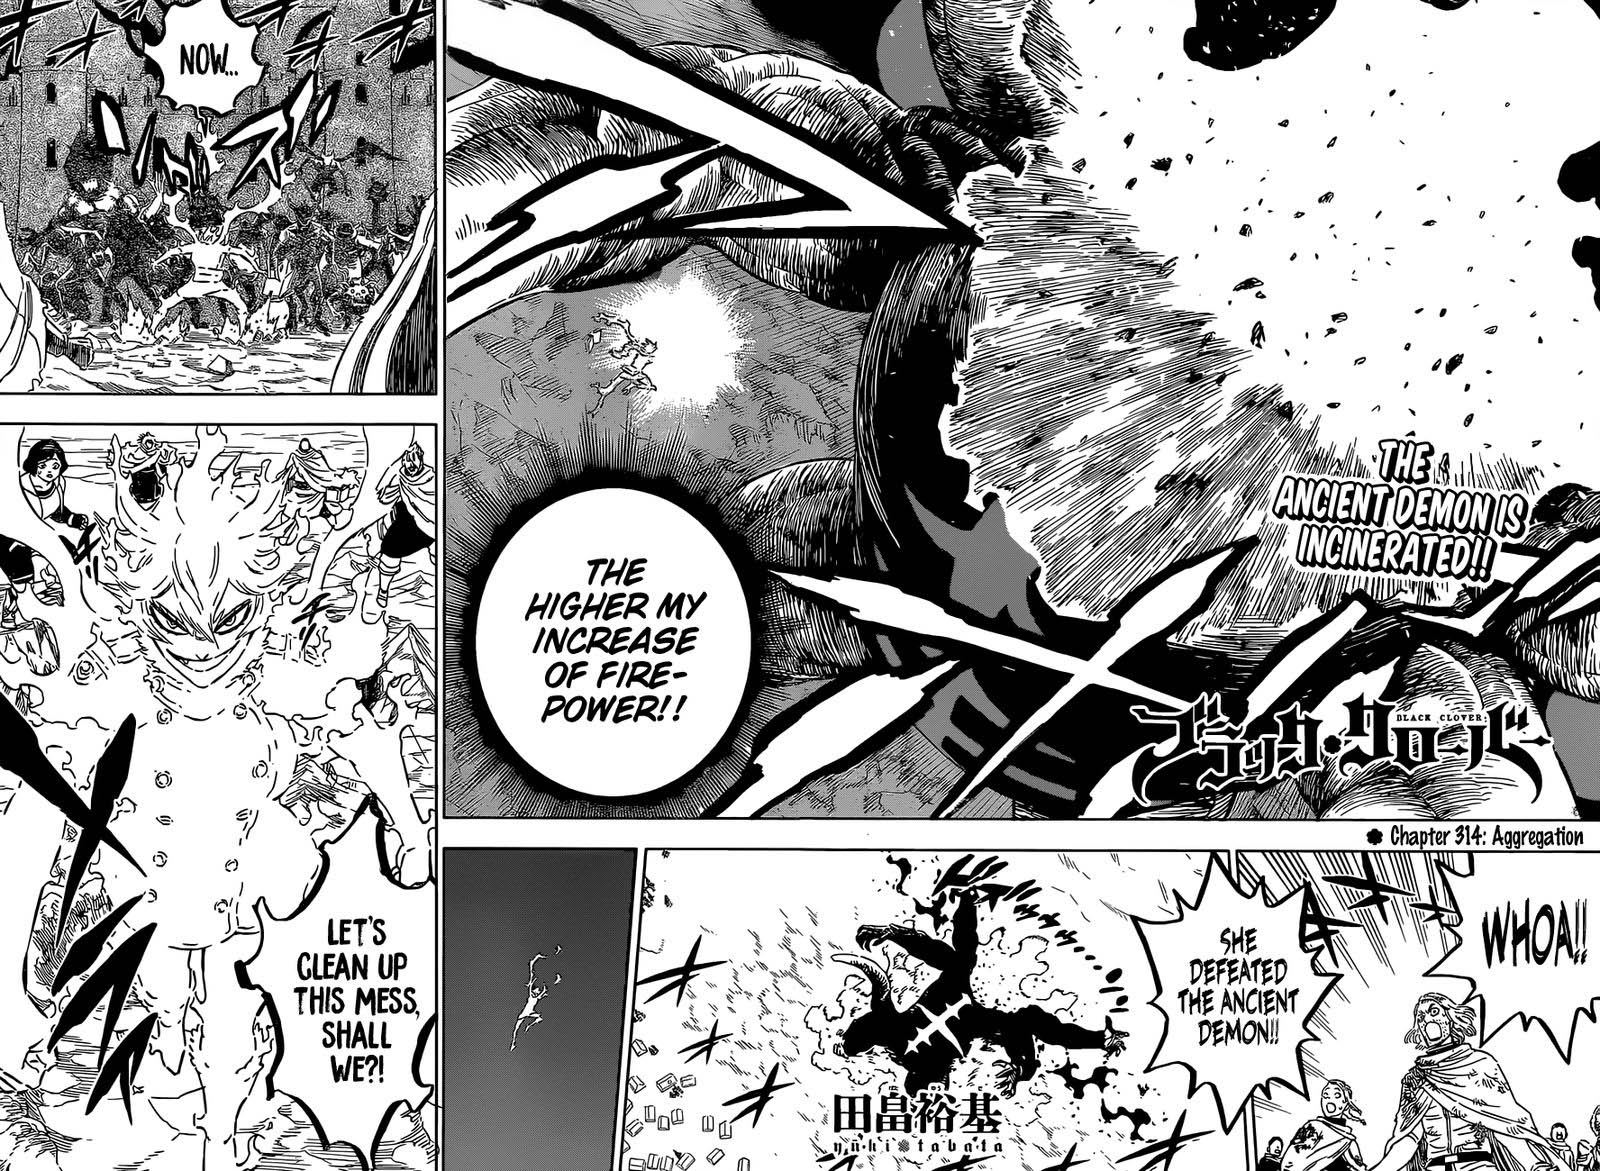 THE
HIGHER MY
INCREASE
OF FIRE-
POWER!!
THE
ANCIENT DEMON IS
INCINERATED!!
ブラッククローバー
BLACK CLOVER
Chapter 314: Aggregation
WHOA!!
SHE
DEFEATED
THE ANCIENT
DEMON!!
田畠裕基
yuki tabata
NOW...
LET'S
CLEAN UP
THIS MESS,
SHALL
WE?!